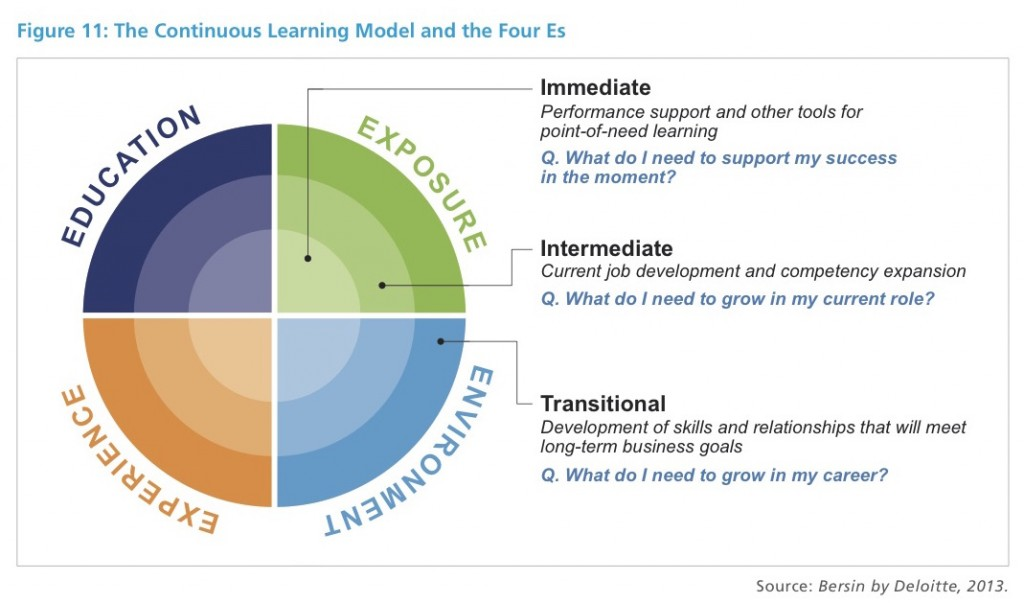 Figure 11: The Continuous Learning Model and the Four Es
EDUCATION
EXPOSURE
EXPERIENCE
ENVIRONMENT
Immediate
Performance support and other tools for
point-of-need learning
Q. What do I need to support my success
in the moment?
Intermediate
Current job development and competency expansion
Q. What do I need to grow in my current role?
Transitional
Development of skills and relationships that will meet
long-term business goals
Q. What do I need to grow in my career?
Source: Bersin by Deloitte, 2013.